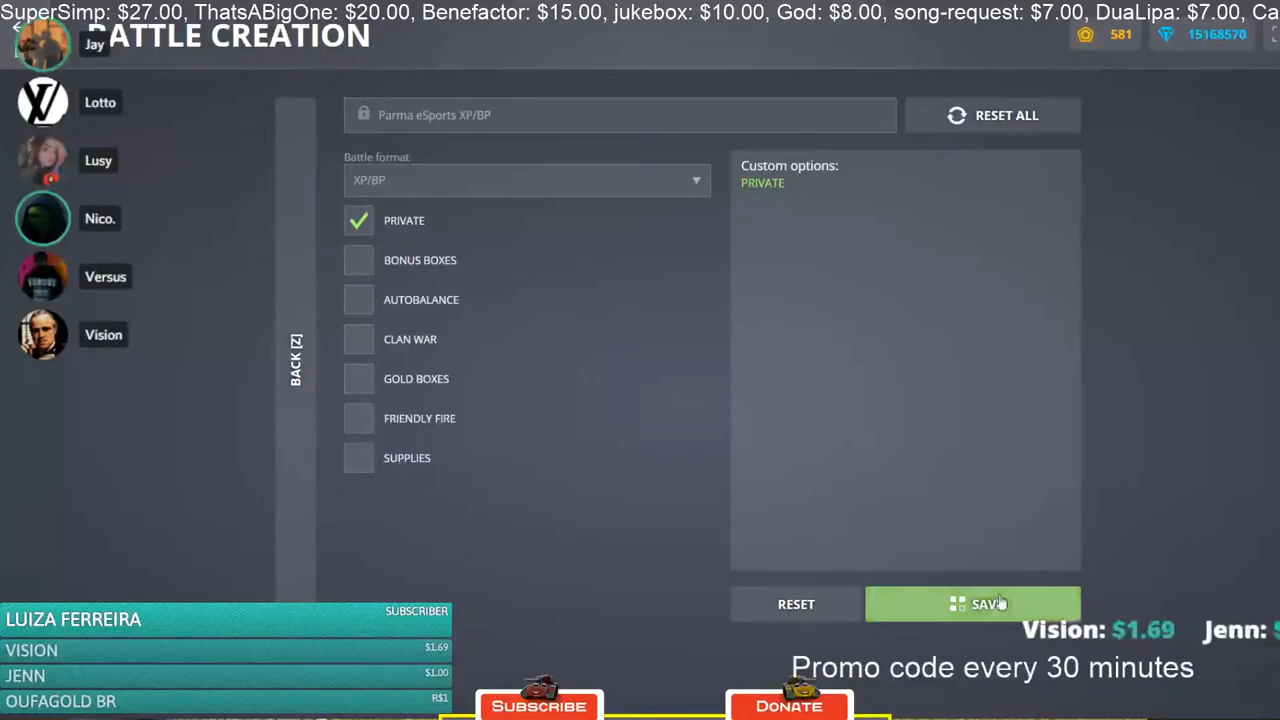 SuperSimp: $27.00, ThatsABigOne: $20.00, Benefactor: $15.00, jukebox: $10.00, God: $8.00, song-request: $7.00, DuaLipa: $7.00, Ca
BATTLE CREATION
581
15168570
Jay
Lotto
Lusy
Nico.
Versus
Vision
BACK [Z]
Parma eSports XP/BP
RESET ALL
Battle format
XP/BP
PRIVATE
BONUS BOXES
AUTOBALANCE
CLAN WAR
GOLD BOXES
FRIENDLY FIRE
SUPPLIES
Custom options:
PRIVATE
RESET
SAVE
LUIZA FERREIRA SUBSCRIBER
VISION $1.69
JENN $1.00
OUFAGOLD BR R$1
Vision: $1.69 Jenn: $
Promo code every 30 minutes
SUBSCRIBE
DONATE